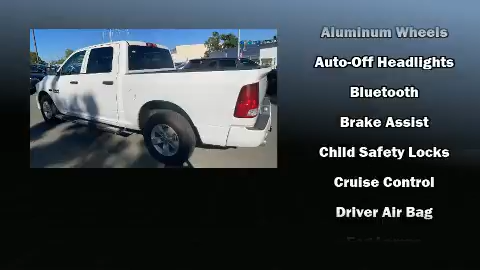 Aluminum Wheels
Auto-Off Headlights
Bluetooth
Brake Assist
Child Safety Locks
Cruise Control
Driver Air Bag